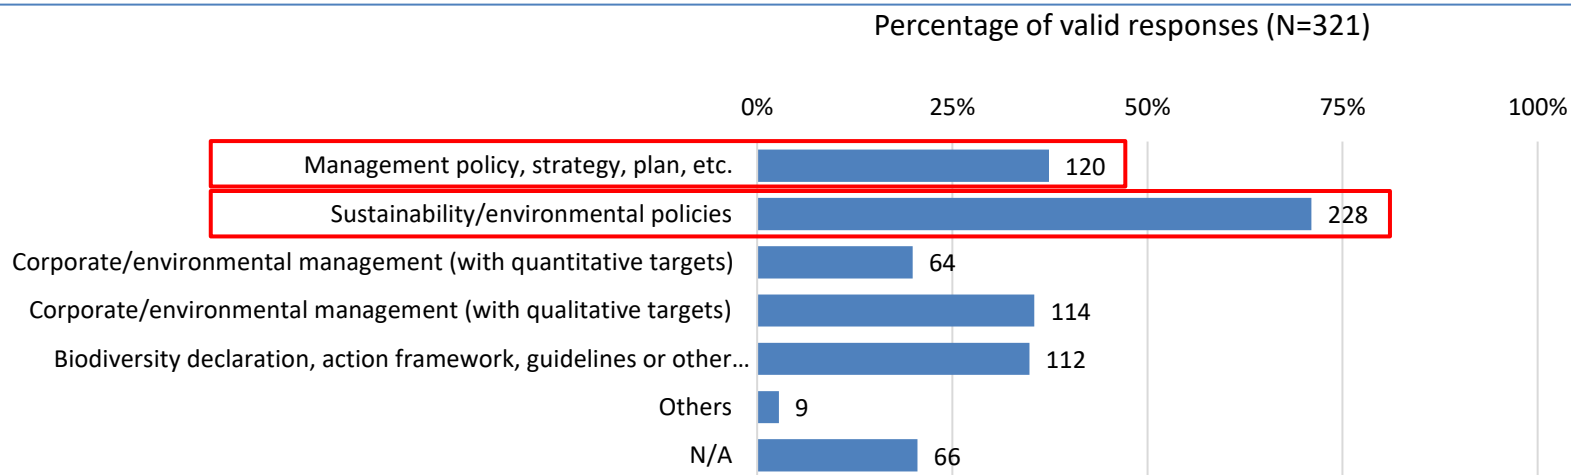 Percentage of valid responses (N=321)
0% 25% 50% 75% 100%
Management policy, strategy, plan, etc. 120
Sustainability/environmental policies 228
Corporate/environmental management (with quantitative targets) 64
Corporate/environmental management (with qualitative targets) 114
Biodiversity declaration, action framework, guidelines or other… 112
Others 9
N/A 66